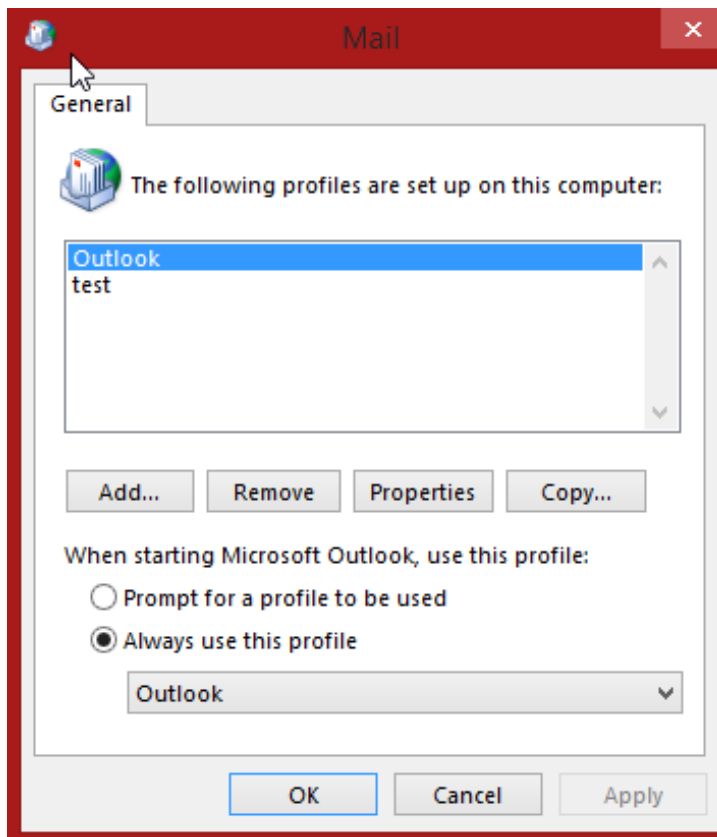 Mail
General
The following profiles are set up on this computer:
Outlook
test
Add... Remove Properties Copy...
When starting Microsoft Outlook, use this profile:
Prompt for a profile to be used
Always use this profile
Outlook
OK Cancel Apply